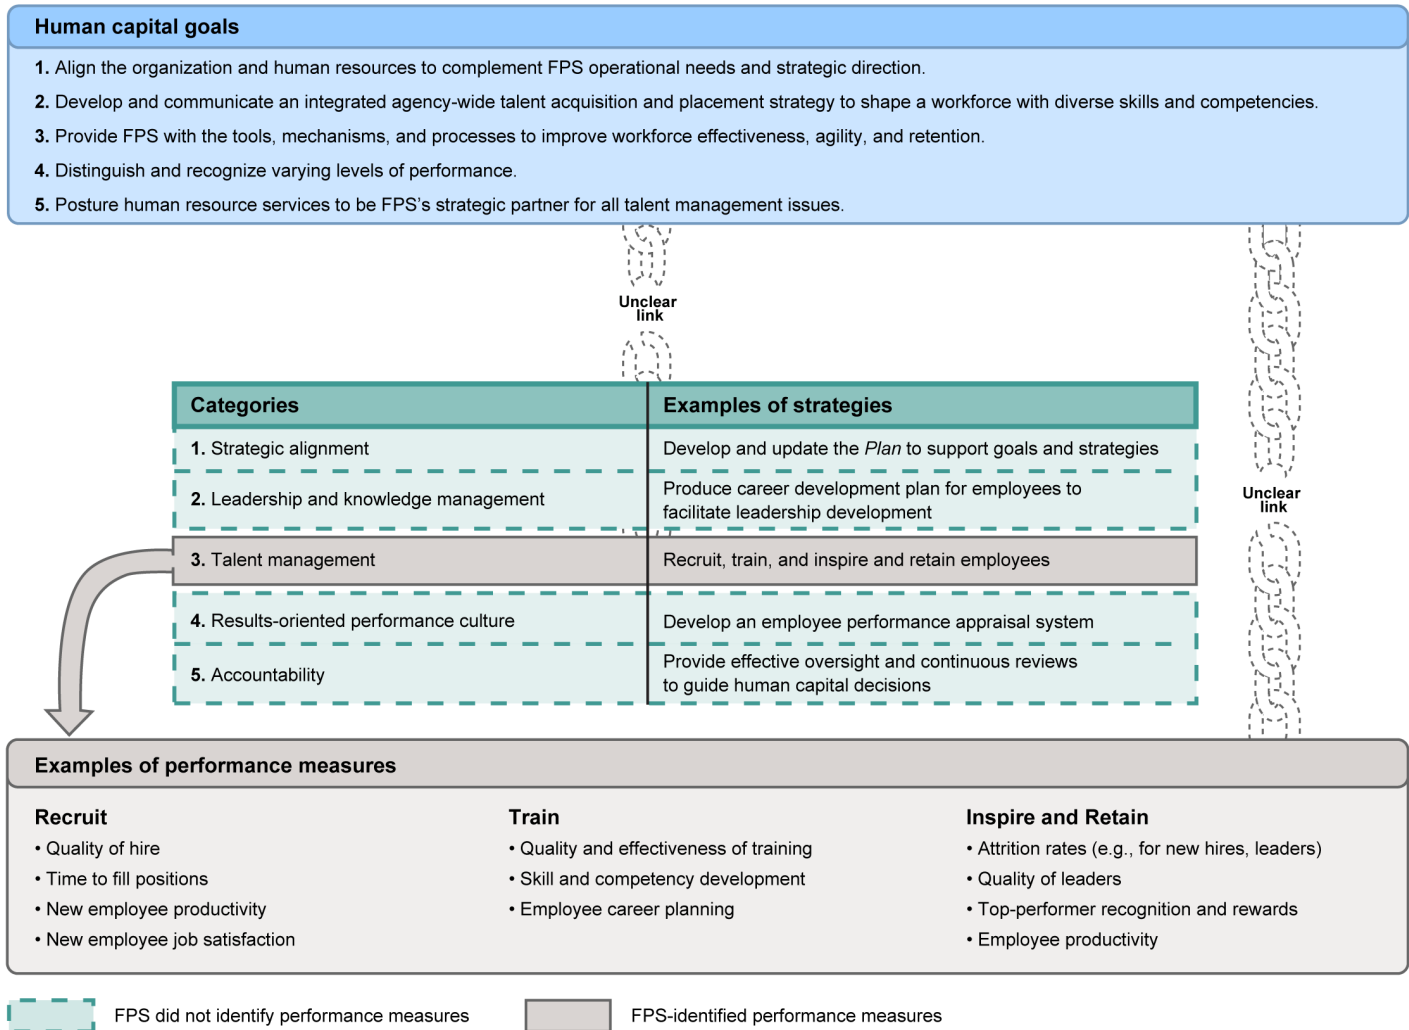 Human capital goals
1. Align the organization and human resources to complement FPS operational needs and strategic direction.
2. Develop and communicate an integrated agency-wide talent acquisition and placement strategy to shape a workforce with diverse skills and competencies.
3. Provide FPS with the tools, mechanisms, and processes to improve workforce effectiveness, agility, and retention.
4. Distinguish and recognize varying levels of performance.
5. Posture human resource services to be FPS's strategic partner for all talent management issues.
Unclear
link
Categories
Examples of strategies
1. Strategic alignment
Develop and update the Plan to support goals and strategies
2. Leadership and knowledge management
Produce career development plan for employees to
facilitate leadership development
Unclear
link
3. Talent management
Recruit, train, and inspire and retain employees
4. Results-oriented performance culture
Develop an employee performance appraisal system
5. Accountability
Provide effective oversight and continuous reviews
to guide human capital decisions
Examples of performance measures
Recruit
• Quality of hire
• Time to fill positions
• New employee productivity
• New employee job satisfaction
Train
• Quality and effectiveness of training
• Skill and competency development
• Employee career planning
Inspire and Retain
• Attrition rates (e.g., for new hires, leaders)
• Quality of leaders
• Top-performer recognition and rewards
• Employee productivity
FPS did not identify performance measures
FPS-identified performance measures